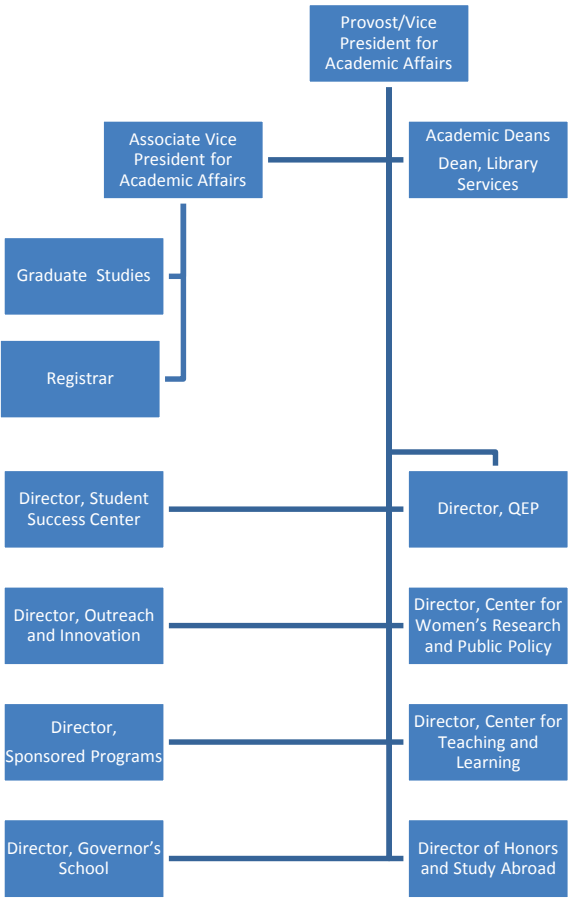 Provost/Vice
President for
Academic Affairs
Associate Vice
President for
Academic Affairs
Academic Deans
Dean, Library
Services
Graduate Studies
Registrar
Director, Student
Success Center
Director, QEP
Director, Outreach
and Innovation
Director, Center for
Women's Research
and Public Policy
Director,
Sponsored Programs
Director, Center for
Teaching and
Learning
Director, Governor's
School
Director of Honors
and Study Abroad